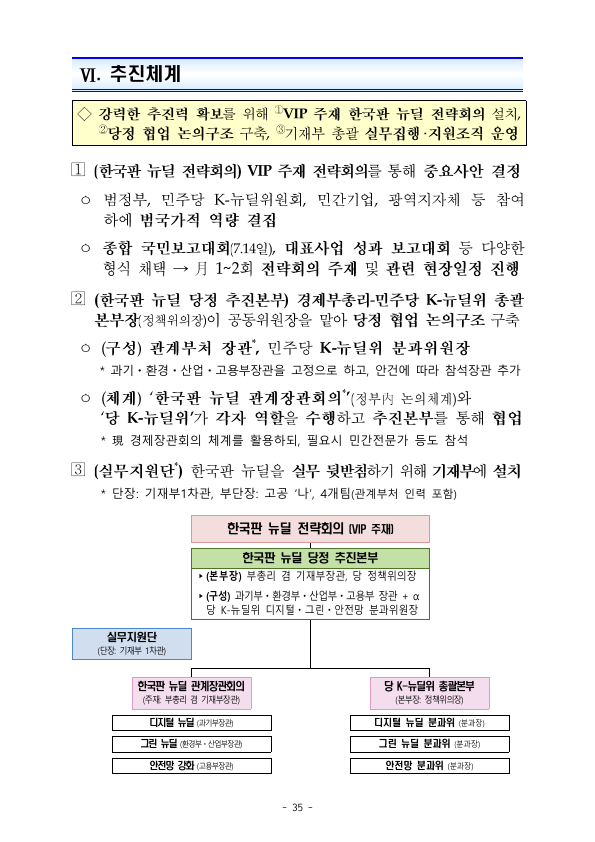 Ⅵ. 추진체계
◇ 강력한 추진력 확보를 위해 ①VIP 주재 한국판 뉴딜 전략회의 설치,
②당정 협업 논의구조 구축, ③기재부 총괄 실무집행·지원조직 운영
1 (한국판 뉴딜 전략회의) VIP 주재 전략회의를 통해 중요사안 결정
ㅇ 범정부, 민주당 K-뉴딜위원회, 민간기업, 광역지자체 등 참여
하에 범국가적 역량 결집
ㅇ 종합 국민보고대회(7.14일), 대표사업 성과 보고대회 등 다양한
형식 채택 → 月 1~2회 전략회의 주재 및 관련 현장일정 진행
2 (한국판 뉴딜 당정 추진본부) 경제부총리-민주당 K-뉴딜위 총괄
본부장(정책위의장)이 공동위원장을 맡아 당정 협업 논의구조 구축
ㅇ (구성) 관계부처 장관*, 민주당 K-뉴딜위 분과위원장
* 과기·환경·산업·고용부장관을 고정으로 하고, 안건에 따라 참석장관 추가
ㅇ (체계) ‘한국판 뉴딜 관계장관회의*’(정부內 논의체계)와
‘당 K-뉴딜위’가 각자 역할을 수행하고 추진본부를 통해 협업
* 現 경제장관회의 체계를 활용하되, 필요시 민간전문가 등도 참석
3 (실무지원단*) 한국판 뉴딜을 실무 뒷받침하기 위해 기재부에 설치
* 단장: 기재부1차관, 부단장: 고공 ‘나’, 4개팀(관계부처 인력 포함)
한국판 뉴딜 전략회의 (VIP 주재)
한국판 뉴딜 당정 추진본부
‣ (본부장) 부총리 겸 기재부장관, 당 정책위의장
‣ (구성) 과기부·환경부·산업부·고용부 장관 + α
당 K-뉴딜위 디지털·그린·안전망 분과위원장
실무지원단
(단장: 기재부 1차관)
한국판 뉴딜 관계장관회의
(주재: 부총리 겸 기재부장관)
디지털 뉴딜 (과기부장관)
그린 뉴딜 (환경부·산업부장관)
안전망 강화 (고용부장관)
당 K-뉴딜위 총괄본부
(본부장: 정책위의장)
디지털 뉴딜 분과위 (분과장)
그린 뉴딜 분과위 (분과장)
안전망 분과위 (분과장)
- 35 -